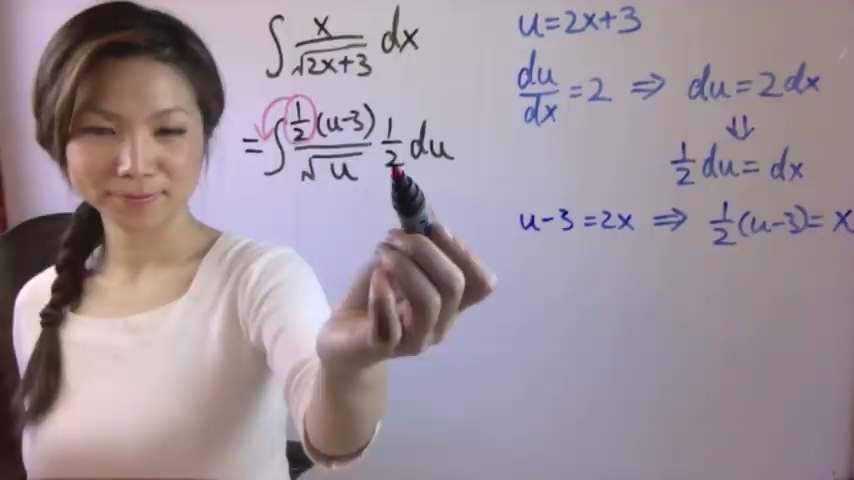 ∫ x/√(2x+3) dx
= ∫ ½(u-3)/√u ½ du
u = 2x+3
du/dx = 2 ⇒ du = 2dx
⇓
½ du = dx
u-3 = 2x ⇒ ½(u-3) = x